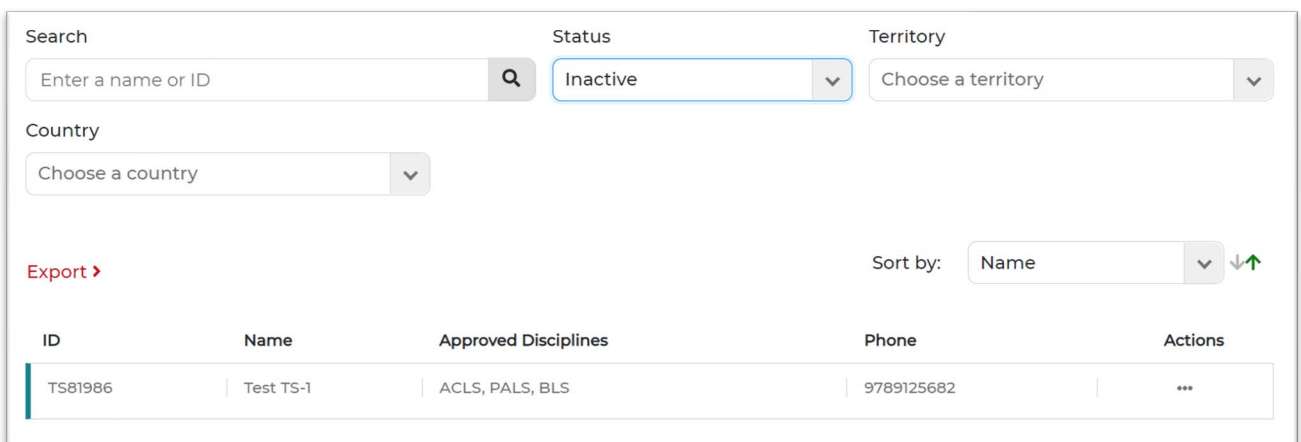 Search Status Territory
Enter a name or ID Inactive Choose a territory
Country
Choose a country
Export Sort by: Name
ID Name Approved Disciplines Phone Actions
TS81986 Test TS-1 ACLS, PALS, BLS 9789125682 •••